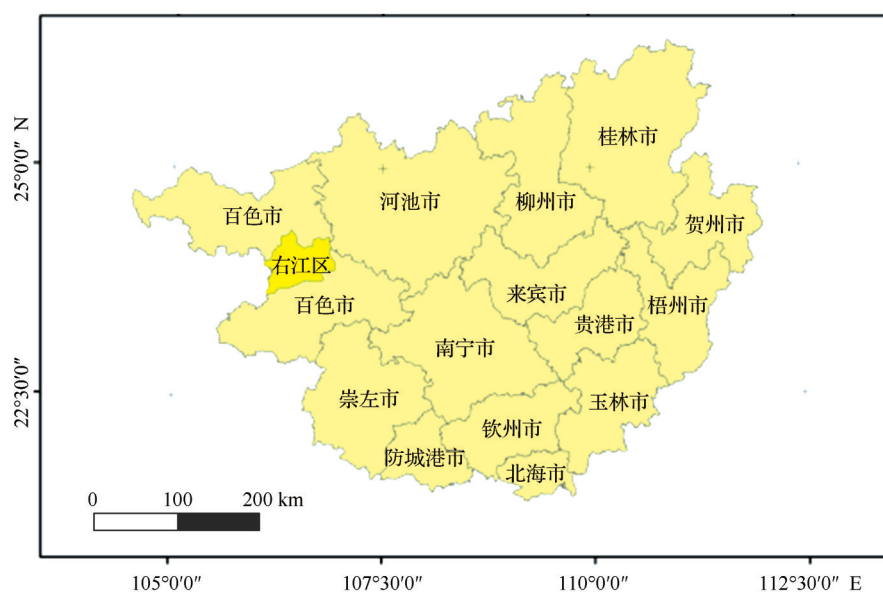 25°0′0″ N
22°30′0″
桂林市
河池市
柳州市
百色市
贺州市
右江区
来宾市
百色市
梧州市
贵港市
南宁市
崇左市
玉林市
钦州市
防城港市
北海市
0 100 200 km
105°0′0″ 107°30′0″ 110°0′0″ 112°30′0″ E